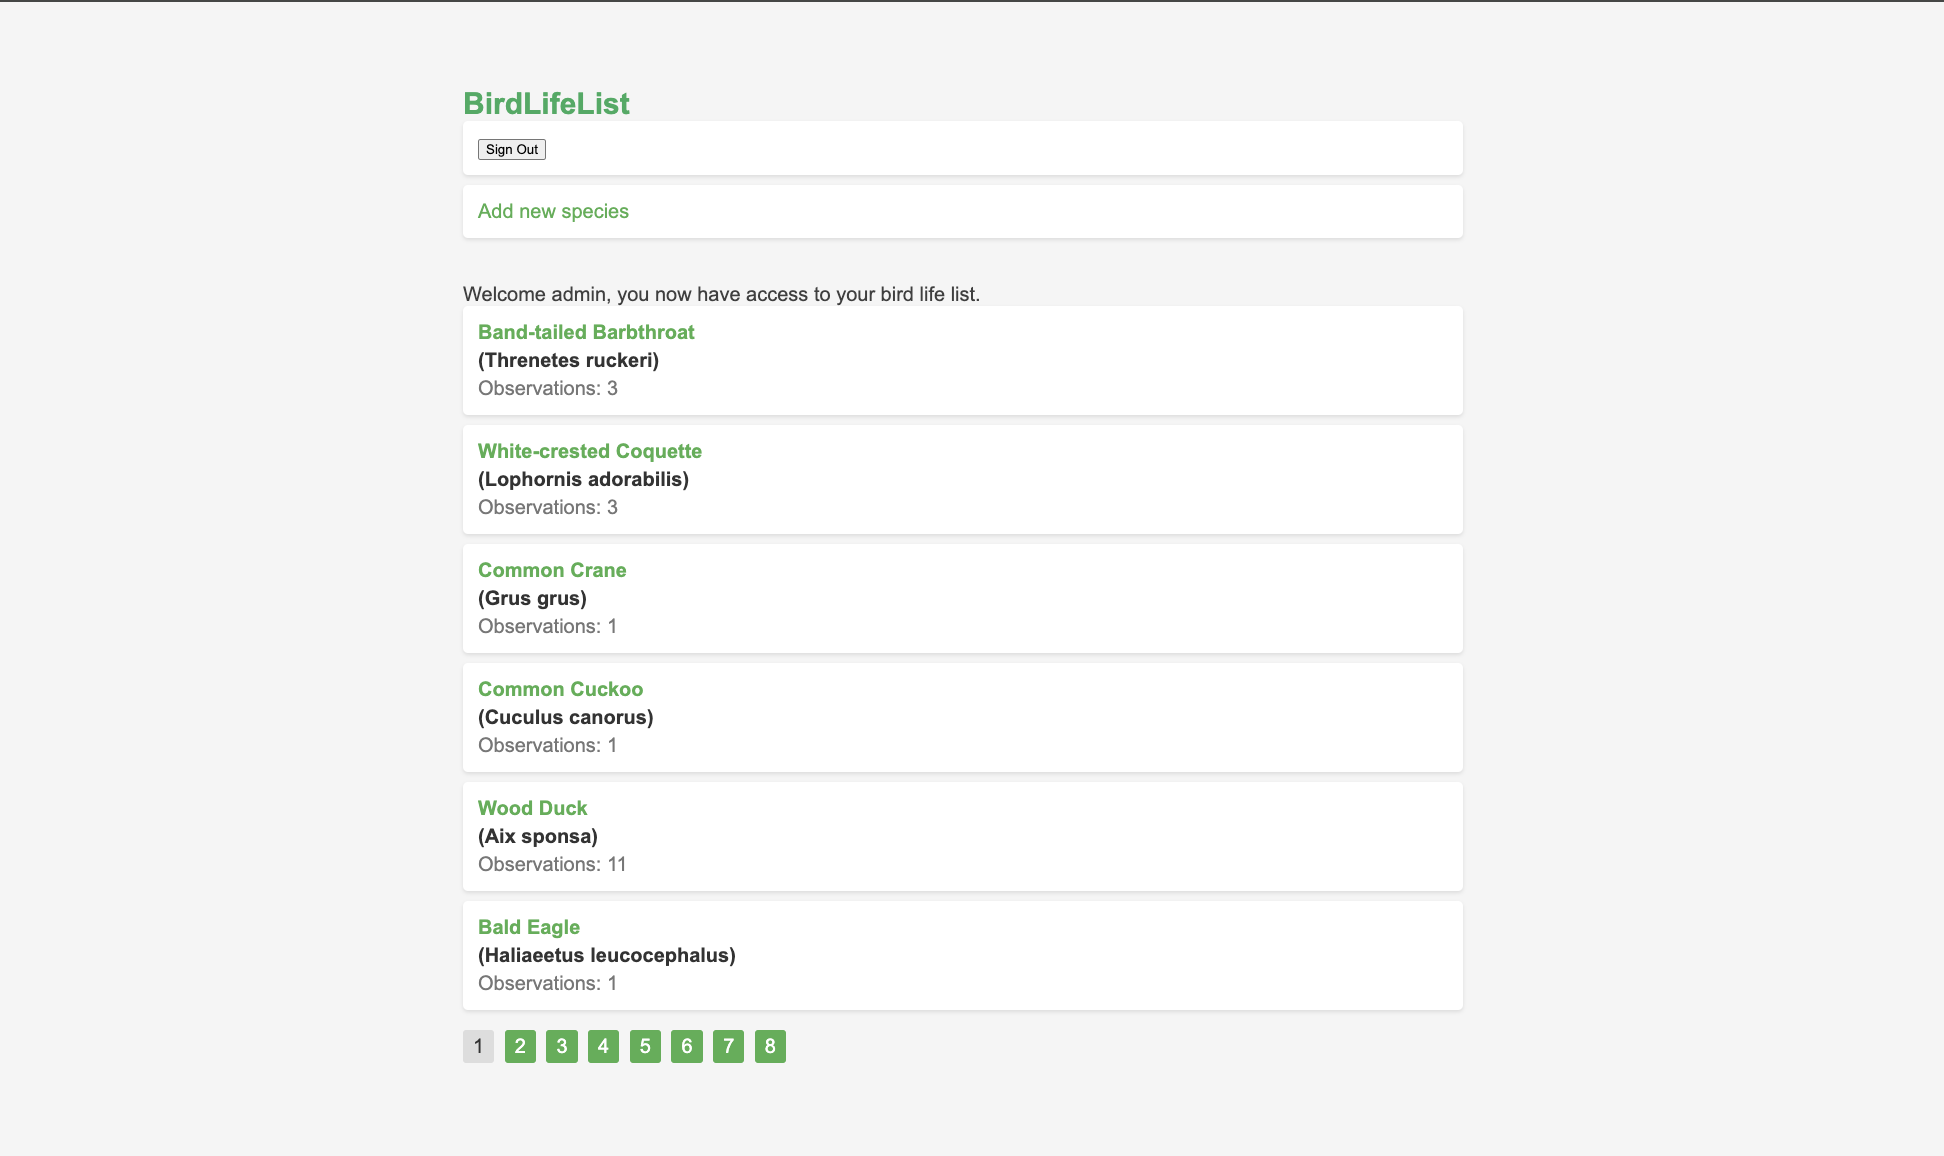 BirdLifeList
Sign Out
Add new species
Welcome admin, you now have access to your bird life list.
Band-tailed Barbthroat
(Threnetes ruckeri)
Observations: 3
White-crested Coquette
(Lophornis adorabilis)
Observations: 3
Common Crane
(Grus grus)
Observations: 1
Common Cuckoo
(Cuculus canorus)
Observations: 1
Wood Duck
(Aix sponsa)
Observations: 11
Bald Eagle
(Haliaeetus leucocephalus)
Observations: 1
1 2 3 4 5 6 7 8